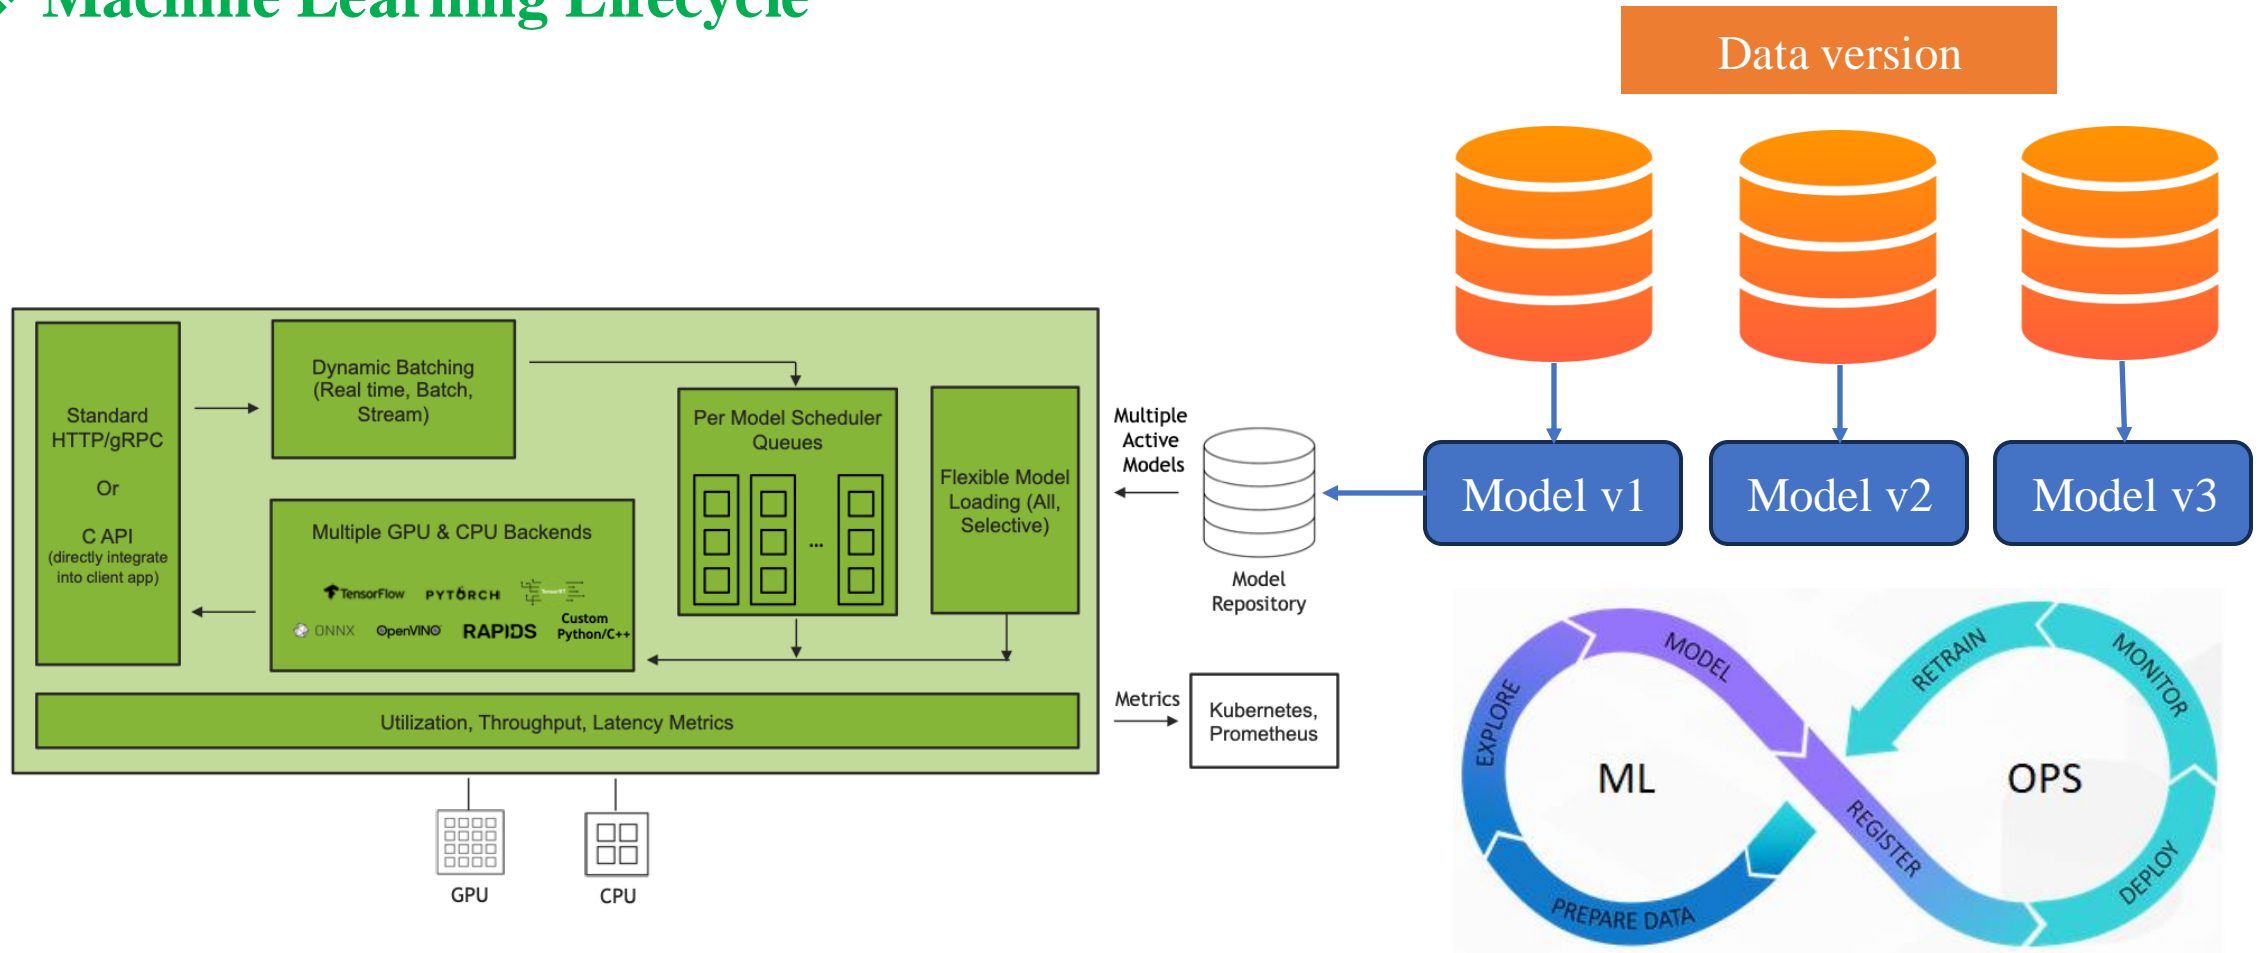 Machine Learning Lifecycle
Data version
Standard
HTTP/gRPC
Or
C API
(directly integrate
into client app)
Dynamic Batching
(Real time, Batch,
Stream)
Multiple GPU & CPU Backends
TensorFlow
PYTORCH
TensorRT
ONNX
OpenVINO
RAPIDS
Custom
Python/C++
Per Model Scheduler
Queues
...
Flexible Model
Loading (All,
Selective)
Utilization, Throughput, Latency Metrics
GPU
CPU
Multiple
Active
Models
Model
Repository
Metrics
Kubernetes,
Prometheus
Model v1
Model v2
Model v3
EXPLORE
MODEL
RETRAIN
MONITOR
ML
OPS
REGISTER
DEPLOY
PREPARE DATA